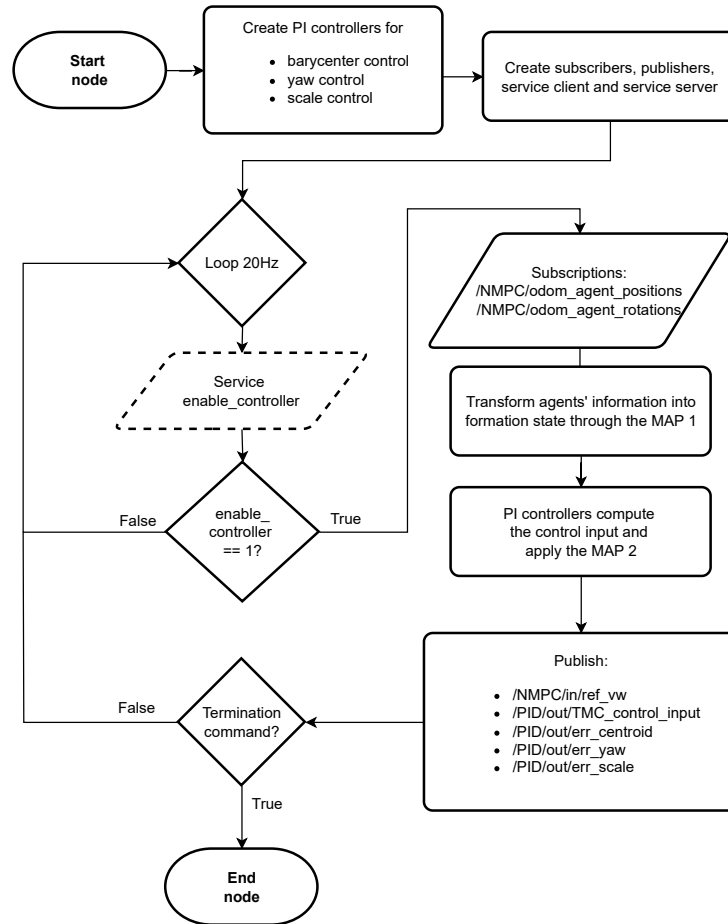 Start
node
Create PI controllers for
• barycenter control
• yaw control
• scale control
Create subscribers, publishers,
service client and service server
Loop 20Hz
Service
enable_controller
enable_
controller
== 1?
False
True
Subscriptions:
/NMPC/odom_agent_positions
/NMPC/odom_agent_rotations
Transform agents' information into
formation state through the MAP 1
PI controllers compute
the control input and
apply the MAP 2
Publish:
• /NMPC/in/ref_vw
• /PID/out/TMC_control_input
• /PID/out/err_centroid
• /PID/out/err_yaw
• /PID/out/err_scale
Termination
command?
False
True
End
node